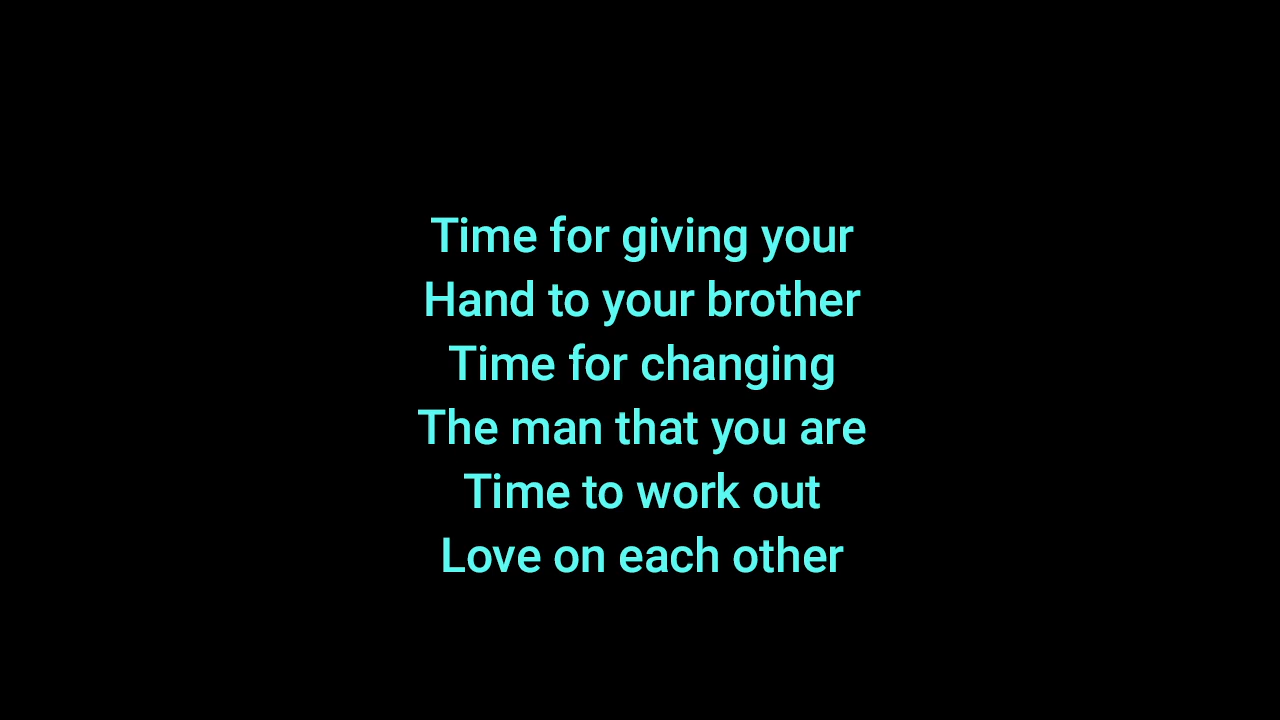 Time for giving your
Hand to your brother
Time for changing
The man that you are
Time to work out
Love on each other